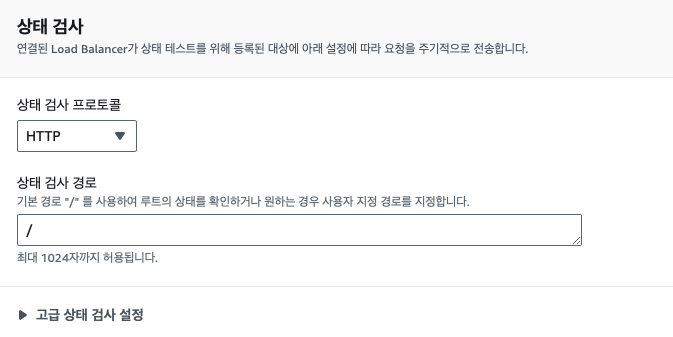 상태 검사
연결된 Load Balancer가 상태 테스트를 위해 등록된 대상에 아래 설정에 따라 요청을 주기적으로 전송합니다.
상태 검사 프로토콜
HTTP
상태 검사 경로
기본 경로 "/" 를 사용하여 루트의 상태를 확인하거나 원하는 경우 사용자 지정 경로를 지정합니다.
/
최대 1024자까지 허용됩니다.
고급 상태 검사 설정